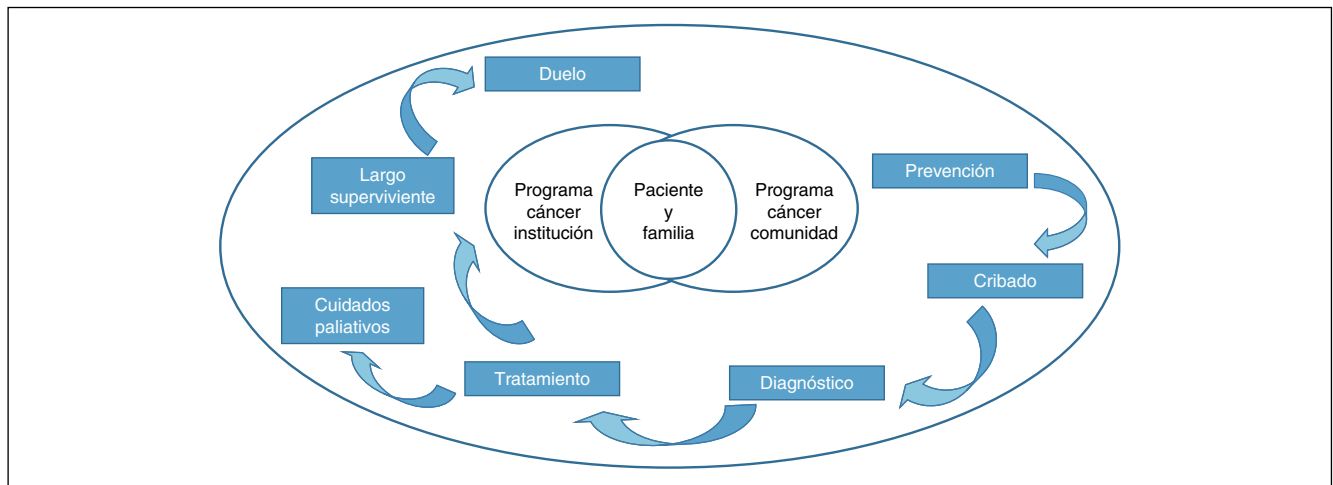 Duelo
Largo
superviviente
Cuidados
paliativos
Programa
cáncer
institución
Paciente
y
familia
Programa
cáncer
comunidad
Prevención
Cribado
Diagnóstico
Tratamiento